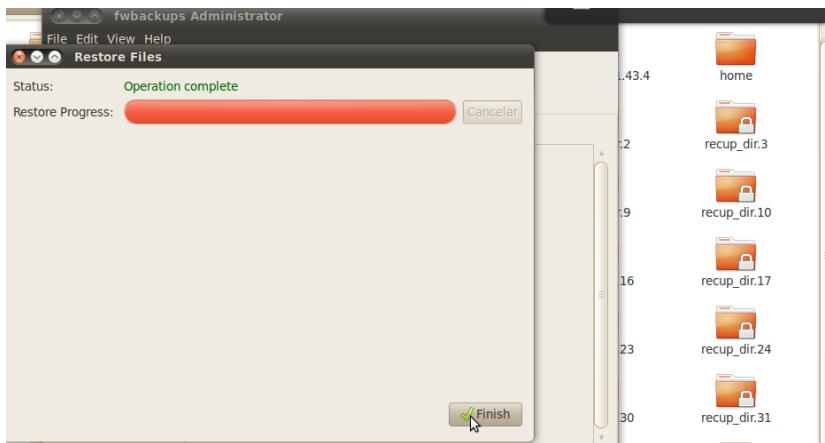 fwbackups Administrator
File Edit View Help
Restore Files
Status: Operation complete
Restore Progress: Cancelar
Finish
.43.4
home
r.2
recup_dir.3
r.9
recup_dir.10
.16
recup_dir.17
23
recup_dir.24
30
recup_dir.31